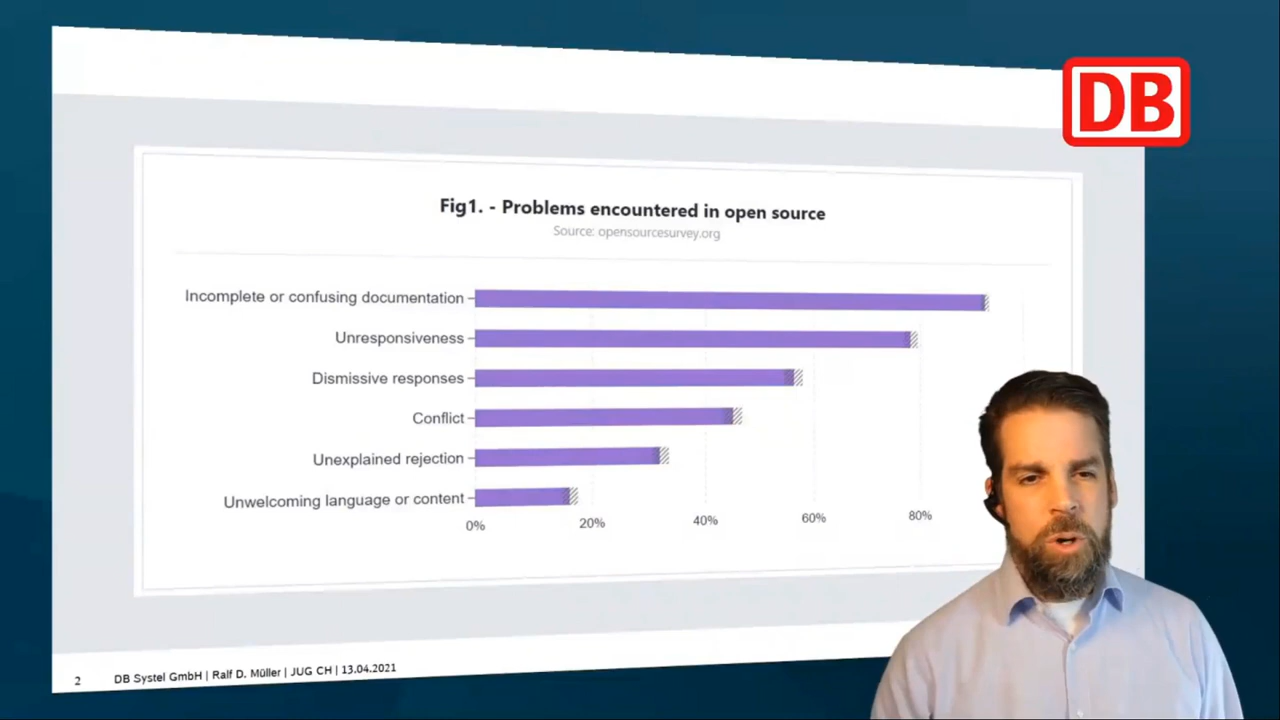 DB
Fig1. - Problems encountered in open source
Source: opensourcesurvey.org
Incomplete or confusing documentation
Unresponsiveness
Dismissive responses
Conflict
Unexplained rejection
Unwelcoming language or content
0% 20% 40% 60% 80%
2 DB Systel GmbH | Ralf D. Müller | JUG CH | 13.04.2021